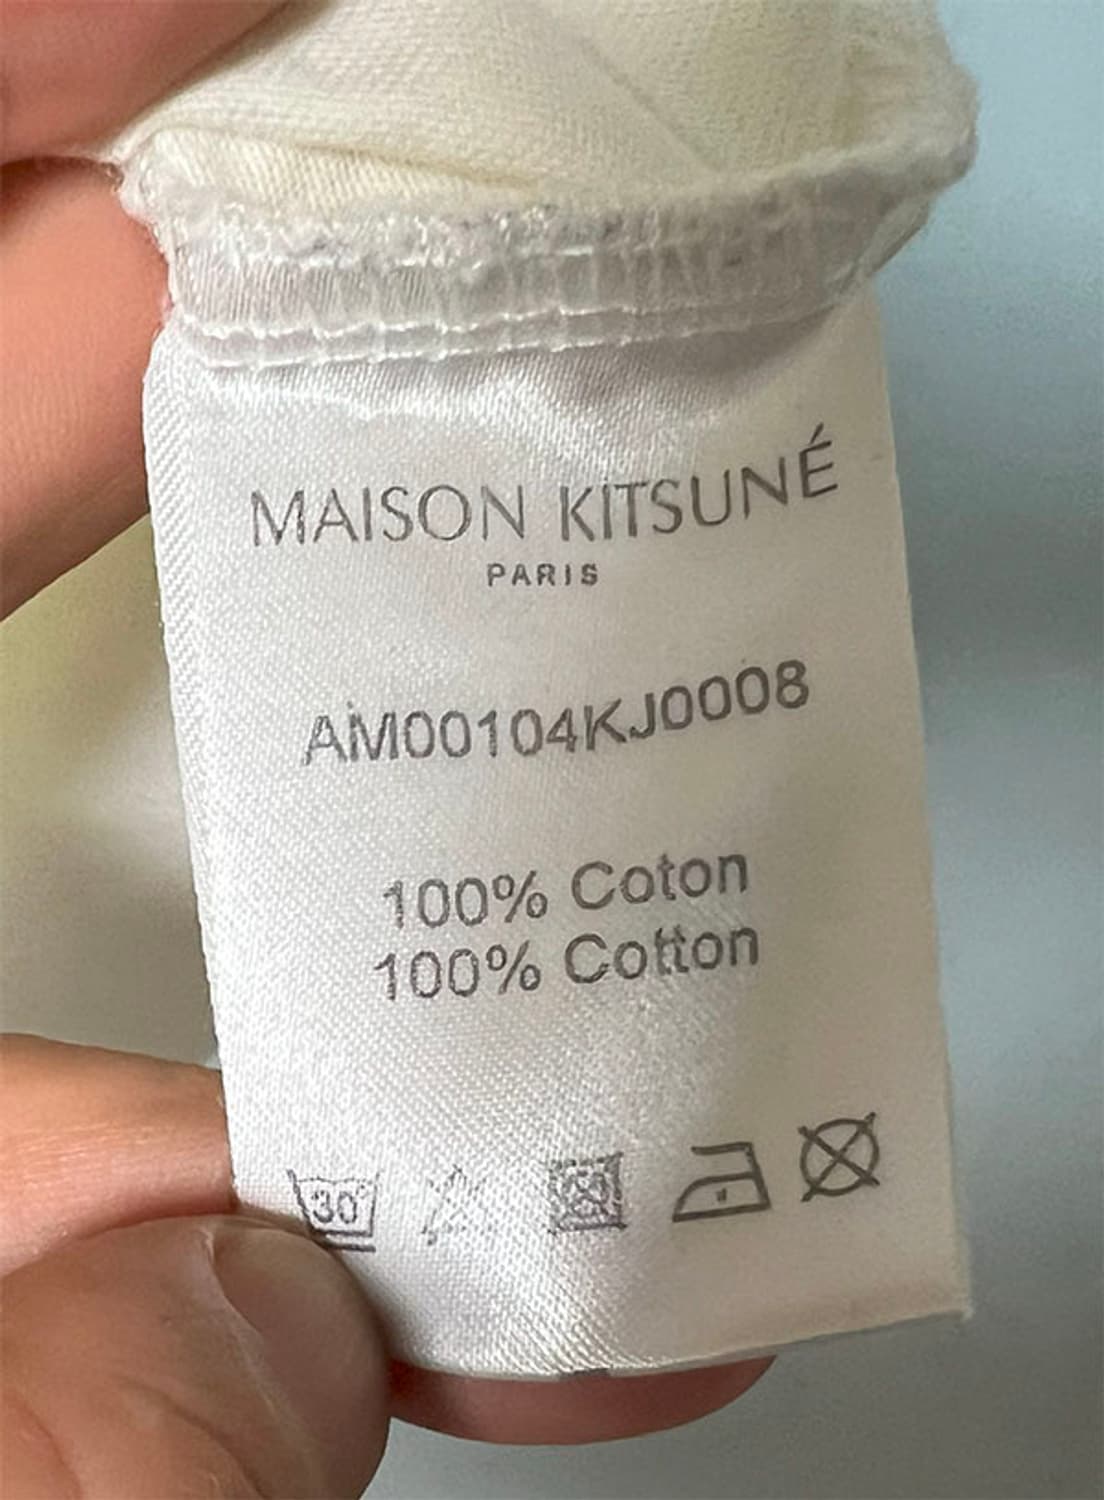 MAISON KITSUNÉ
PARIS
AM00104KJ0008
100% Coton
100% Cotton
30°